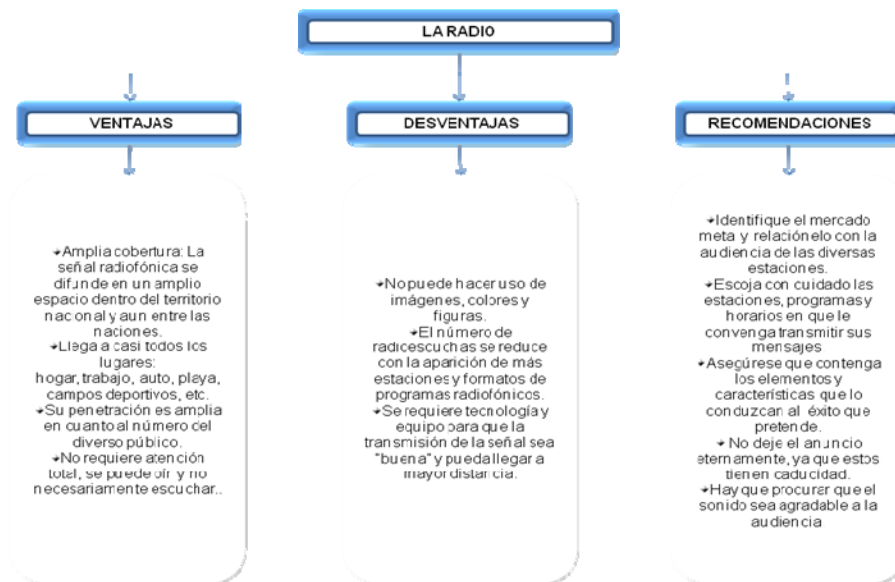 LA RADIO
VENTAJAS
Amplia cobertura: La
señal radiofónica se
difunde en un amplio
espacio dentro del territorio
nacional y aun entre las
naciones.
Llega a casi todos los
lugares:
hogar, trabajo, auto, playa,
campos deportivos, etc.
Su penetración es amplia
en cuanto al número del
diverso público.
No requiere atención
total, se puede oír y no
necesariamente escuchar..
DESVENTAJAS
No puede hacer uso de
imágenes, colores y
figuras.
El número de
radioescuchas se reduce
con la aparición de más
estaciones y formatos de
programas radiofónicos.
Se requiere tecnología y
equipo para que la
transmisión de la señal sea
"buena" y pueda llegar a
mayor distancia.
RECOMENDACIONES
Identifique el mercado
meta y relaciónelo con la
audiencia de las diversas
estaciones.
Escoja con cuidado las
estaciones, programas y
horarios en que le
convenga transmitir sus
mensajes
Asegúrese que contenga
los elementos y
características que lo
conduzcan al éxito que
pretende.
No deje el anuncio
eternamente, ya que estos
tienen caducidad.
Hay que procurar que el
sonido sea agradable a la
audiencia